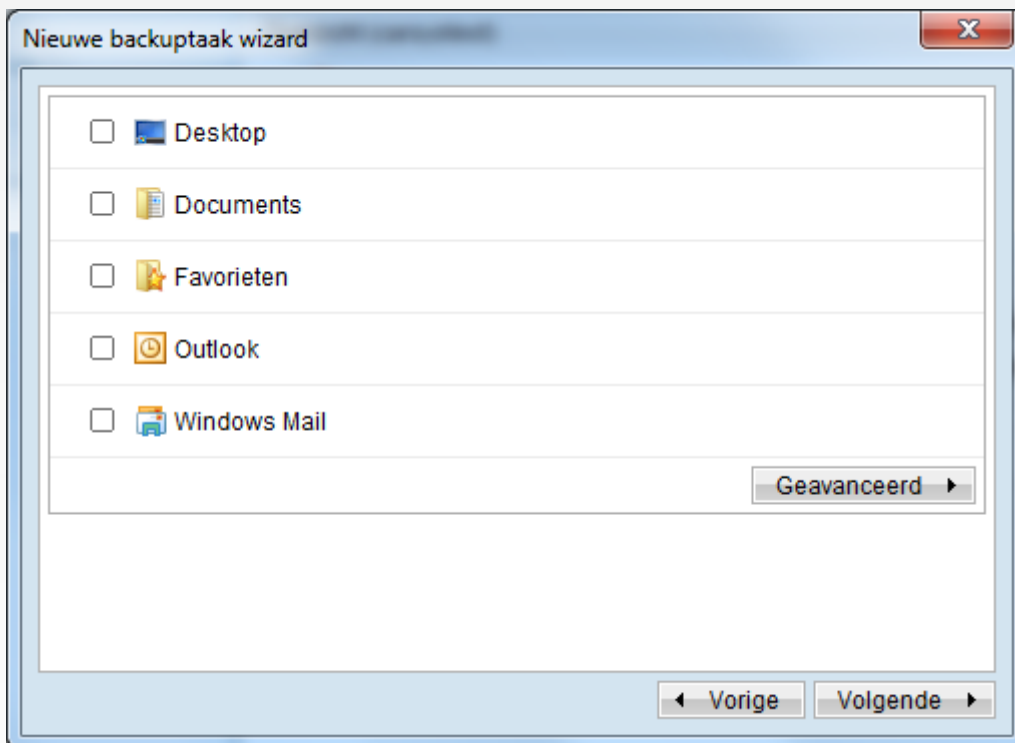 Nieuwe backuptaak wizard
Desktop
Documents
Favorieten
Outlook
Windows Mail
Geavanceerd
Vorige
Volgende